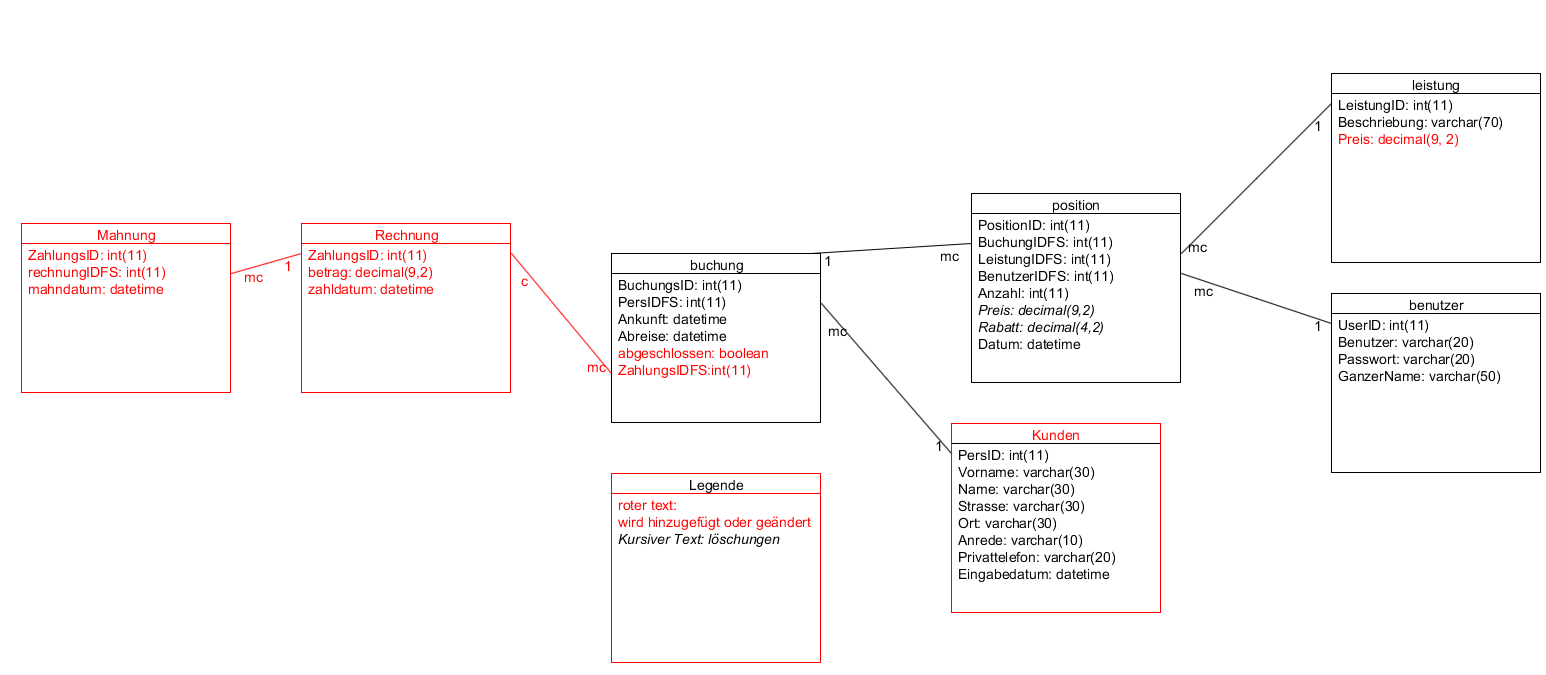 Mahnung
ZahlungsID: int(11)
rechnungIDFS: int(11)
mahndatum: datetime
mc
1
Rechnung
ZahlungsID: int(11)
betrag: decimal(9,2)
zahldatum: datetime
c
mc
buchung
BuchungsID: int(11)
PersIDFS: int(11)
Ankunft: datetime
Abreise: datetime
abgeschlossen: boolean
ZahlungsIDFS:int(11)
1
mc
mc
1
Legende
roter text:
wird hinzugefügt oder geändert
Kursiver Text: löschungen
position
PositionID: int(11)
BuchungIDFS: int(11)
LeistungIDFS: int(11)
BenutzerIDFS: int(11)
Anzahl: int(11)
Preis: decimal(9,2)
Rabatt: decimal(4,2)
Datum: datetime
mc
1
mc
1
Kunden
PersID: int(11)
Vorname: varchar(30)
Name: varchar(30)
Strasse: varchar(30)
Ort: varchar(30)
Anrede: varchar(10)
Privattelefon: varchar(20)
Eingabedatum: datetime
leistung
LeistungID: int(11)
Beschriebung: varchar(70)
Preis: decimal(9, 2)
benutzer
UserID: int(11)
Benutzer: varchar(20)
Passwort: varchar(20)
GanzerName: varchar(50)